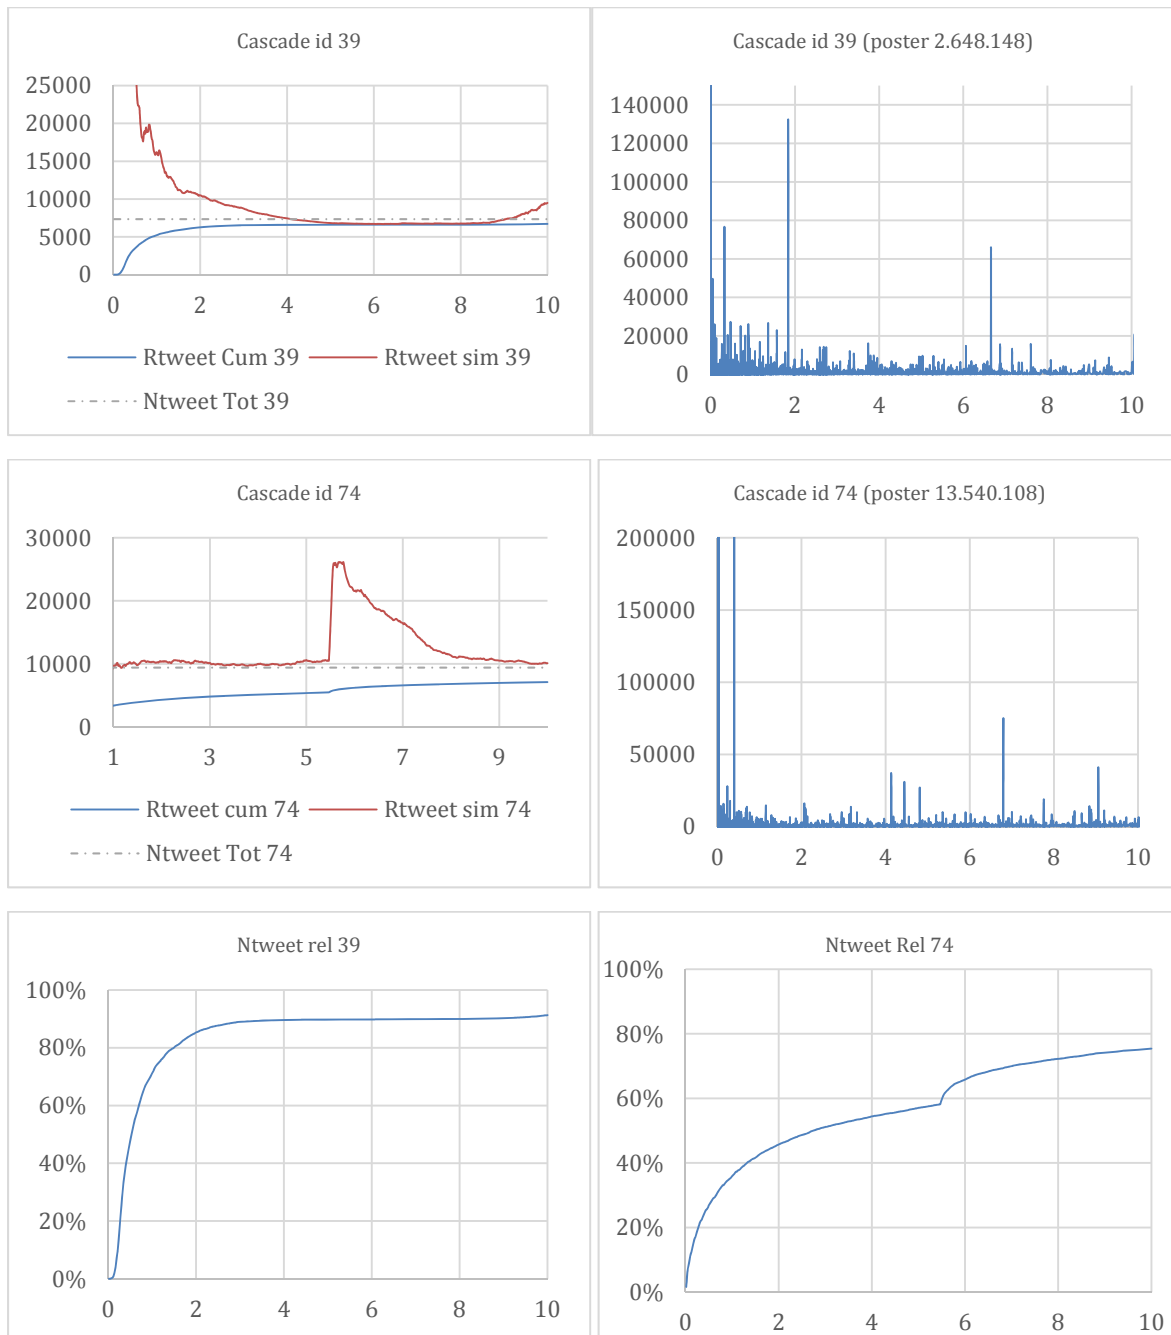 Cascade id 39
25000
20000
15000
10000
5000
0
0 2 4 6 8 10
Rtweet Cum 39 Rtweet sim 39
Ntweet Tot 39
Cascade id 39 (poster 2.648.148)
140000
120000
100000
80000
60000
40000
20000
0
0 2 4 6 8 10
Cascade id 74
30000
20000
10000
0
1 3 5 7 9
Rtweet cum 74 Rtweet sim 74
Ntweet Tot 74
Cascade id 74 (poster 13.540.108)
200000
150000
100000
50000
0
0 2 4 6 8 10
Ntweet rel 39
100%
80%
60%
40%
20%
0%
0 2 4 6 8 10
Ntweet Rel 74
100%
80%
60%
40%
20%
0%
0 2 4 6 8 10